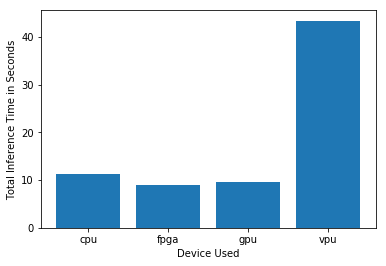 Total Inference Time in Seconds
40
30
20
10
0
cpu fpga gpu vpu
Device Used